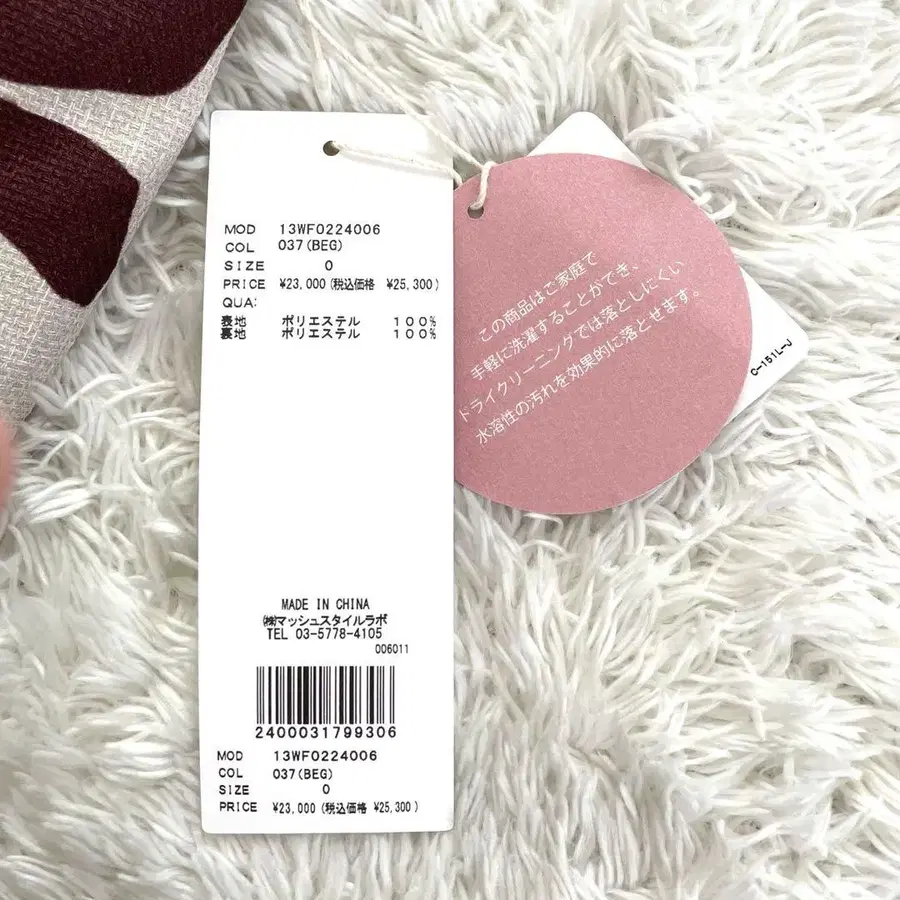 MOD 13WF0224006
COL 037(BEG)
SIZE 0
PRICE ¥23,000(税込価格 ¥25,300)
QUA:
表地 ポリエステル 100%
裏地 ポリエステル 100%
MADE IN CHINA
㈱マッシュスタイルラボ
TEL 03-5778-4105
006011
2400031799306
MOD 13WF0224006
COL 037(BEG)
SIZE 0
PRICE ¥23,000(税込価格 ¥25,300)
この商品はご家庭で
手軽に洗濯することができ、
ドライクリーニングでは落としにくい
水溶性の汚れを効果的に落とせます。
C-151L-J